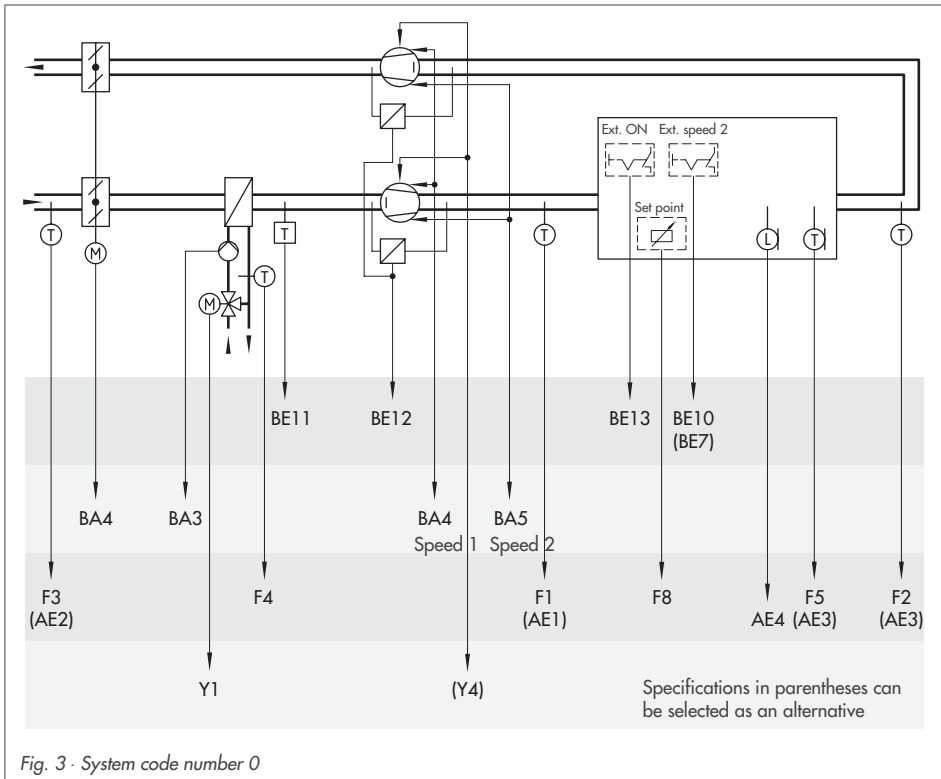 Ext. ON Ext. speed 2
Set point
T
M
T
T
M
T
L
T
T
BE11 BE12 BE13 BE10
(BE7)
BA4 BA3 BA4 BA5
Speed 1 Speed 2
F3 F4 F1 F8 AE4 F5 F2
(AE2) (AE1) (AE3) (AE3)
Y1 (Y4)
Specifications in parentheses can
be selected as an alternative
Fig. 3 · System code number 0